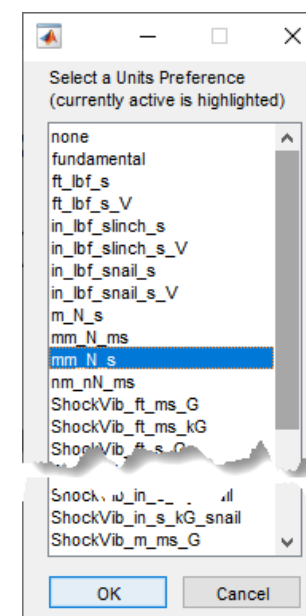 Select a Units Preference
(currently active is highlighted)
none
fundamental
ft_lbf_s
ft_lbf_s_V
in_lbf_slinch_s
in_lbf_slinch_s_V
in_lbf_snail_s
in_lbf_snail_s_V
m_N_s
mm_N_ms
mm_N_s
nm_nN_ms
ShockVib_ft_ms_G
ShockVib_ft_ms_kG
ShockVib_in_s_kG_snail
ShockVib_m_ms_G
OK Cancel